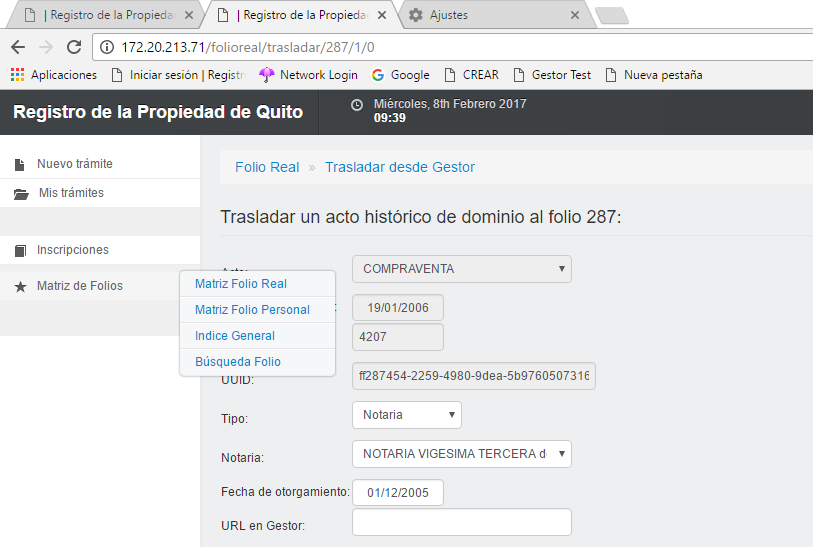 | Registro de la Propieda
| Registro de la Propieda
Ajustes
172.20.213.71/folioreal/trasladar/287/1/0
Aplicaciones
Iniciar sesión | Registr
Network Login
Google
CREAR
Gestor Test
Nueva pestaña
Registro de la Propiedad de Quito
Miércoles, 8th Febrero 2017
09:39
Nuevo trámite
Mis trámites
Inscripciones
Matriz de Folios
Matriz Folio Real
Matriz Folio Personal
Indice General
Búsqueda Folio
Folio Real » Trasladar desde Gestor
Trasladar un acto histórico de dominio al folio 287:
COMPRAVENTA
19/01/2006
4207
UUID: ff287454-2259-4980-9dea-5b9760507316
Tipo: Notaria
Notaria: NOTARIA VIGESIMA TERCERA d
Fecha de otorgamiento: 01/12/2005
URL en Gestor: